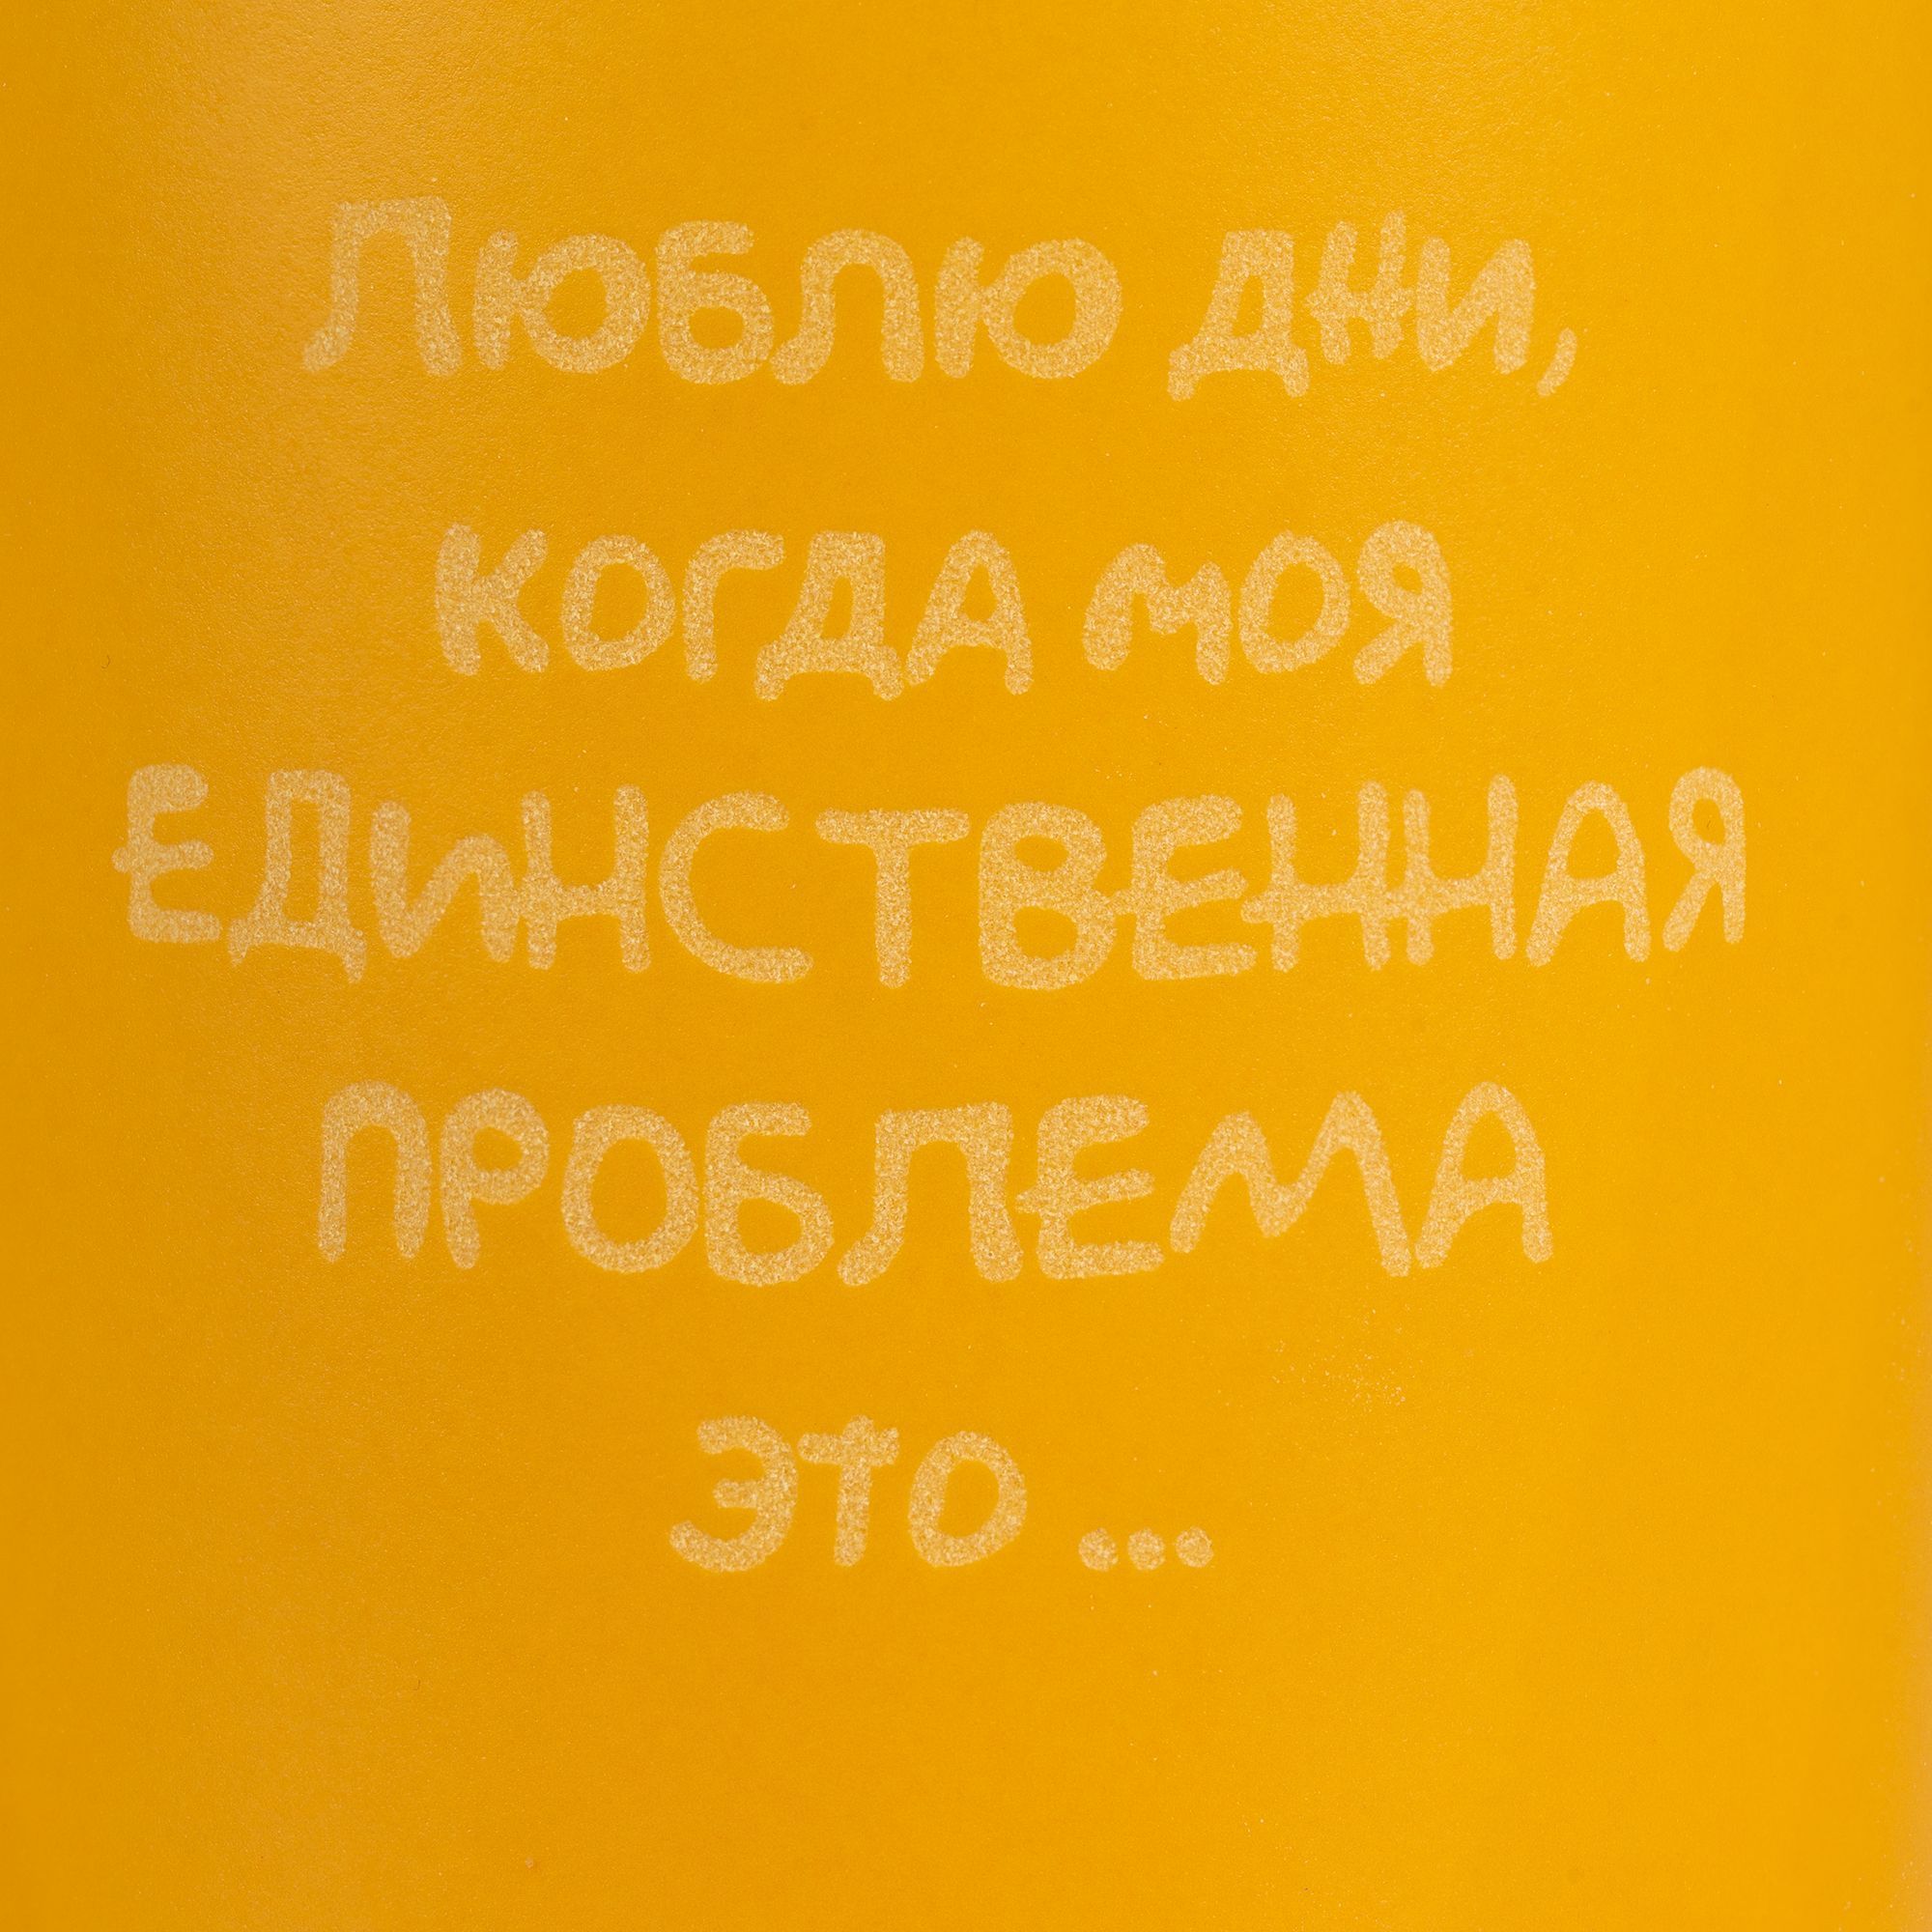 Люблю дни,
когда моя
единственная
проблема
это...